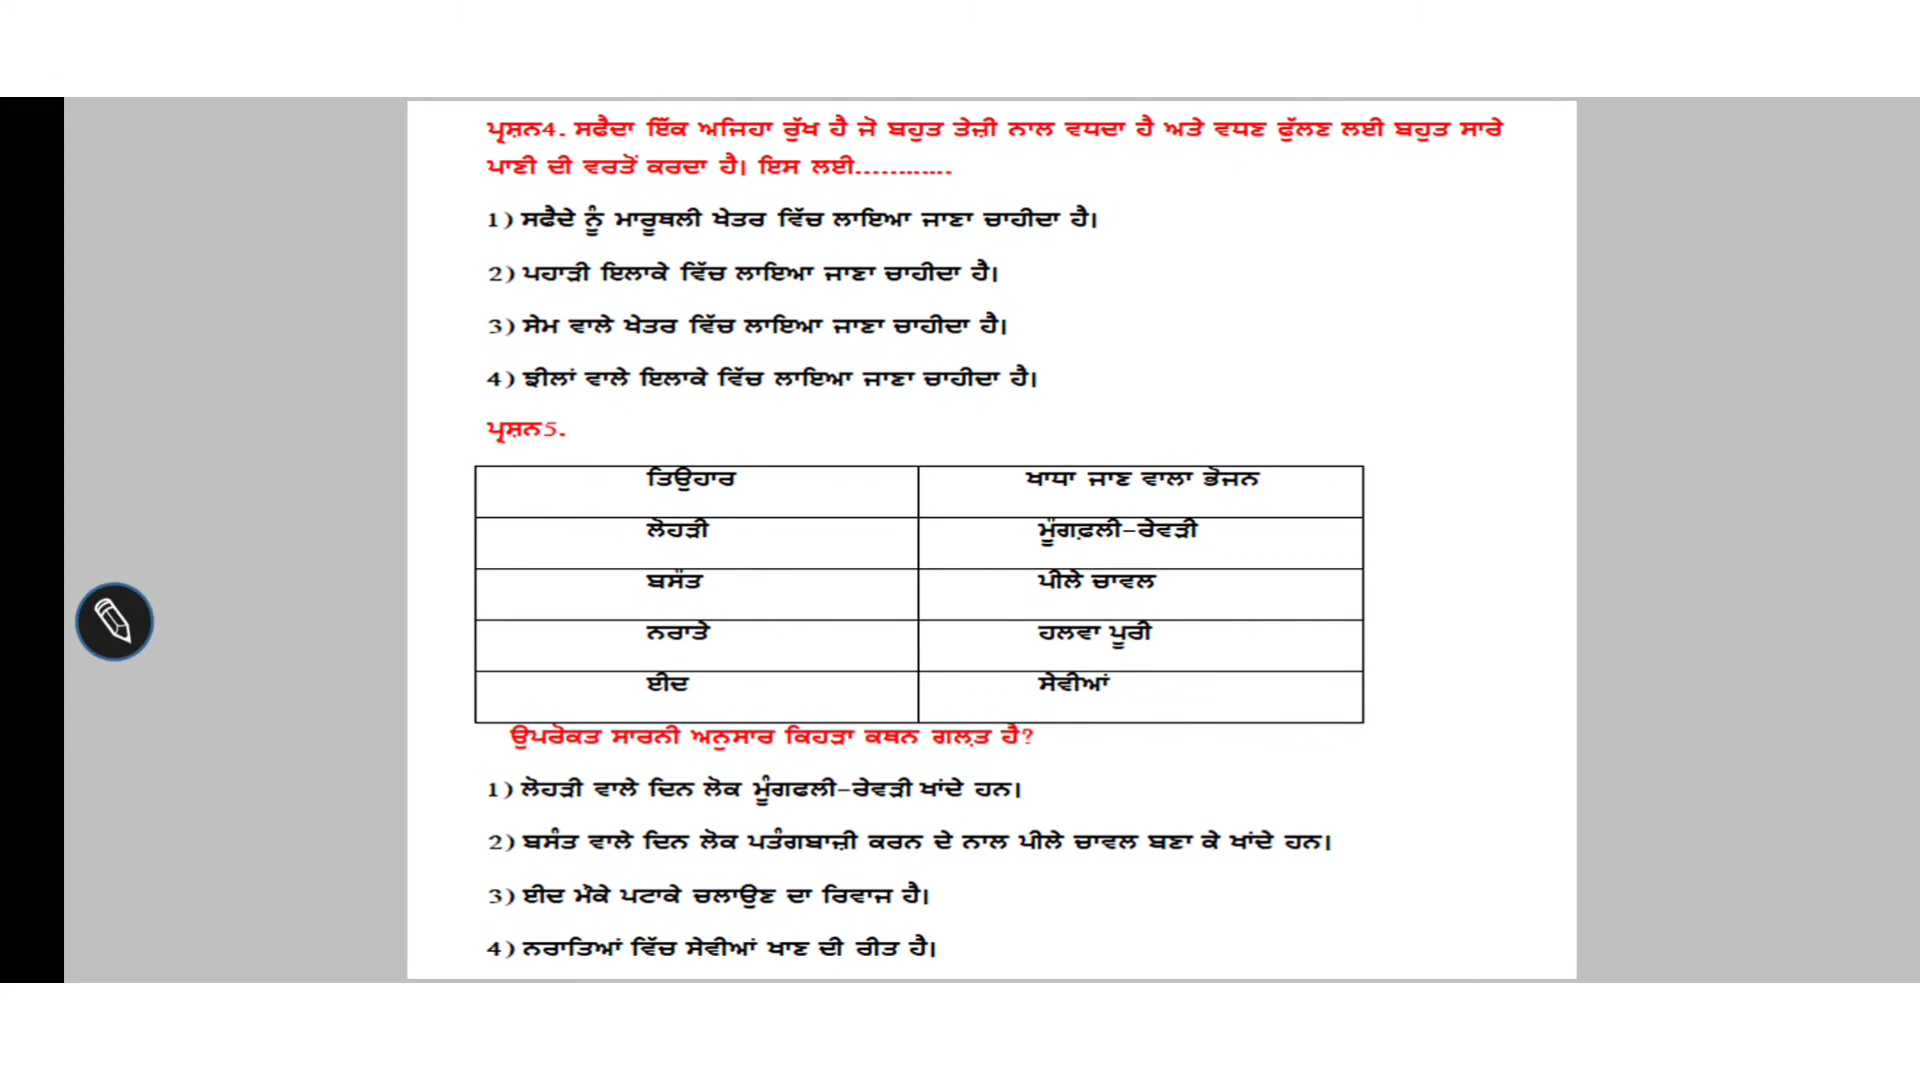 ਪ੍ਰਸ਼ਨ4. ਸਫੈਦਾ ਇੱਕ ਅਜਿਹਾ ਰੁੱਖ ਹੈ ਜੋ ਬਹੁਤ ਤੇਜ਼ੀ ਨਾਲ ਵਧਦਾ ਹੈ ਅਤੇ ਵਧਣ ਫੁੱਲਣ ਲਈ ਬਹੁਤ ਸਾਰੇ
ਪਾਣੀ ਦੀ ਵਰਤੋਂ ਕਰਦਾ ਹੈ। ਇਸ ਲਈ............
1) ਸਫੈਦੇ ਨੂੰ ਮਾਰੂਥਲੀ ਖੇਤਰ ਵਿੱਚ ਲਾਇਆ ਜਾਣਾ ਚਾਹੀਦਾ ਹੈ।
2) ਪਹਾੜੀ ਇਲਾਕੇ ਵਿੱਚ ਲਾਇਆ ਜਾਣਾ ਚਾਹੀਦਾ ਹੈ।
3) ਸੇਮ ਵਾਲੇ ਖੇਤਰ ਵਿੱਚ ਲਾਇਆ ਜਾਣਾ ਚਾਹੀਦਾ ਹੈ।
4) ਝੀਲਾਂ ਵਾਲੇ ਇਲਾਕੇ ਵਿੱਚ ਲਾਇਆ ਜਾਣਾ ਚਾਹੀਦਾ ਹੈ।
ਪ੍ਰਸ਼ਨ5.
ਤਿਉਹਾਰ ਖਾਧਾ ਜਾਣ ਵਾਲਾ ਭੋਜਨ
ਲੋਹੜੀ ਮੂੰਗਫ਼ਲੀ-ਰੇਵੜੀ
ਬਸੰਤ ਪੀਲੇ ਚਾਵਲ
ਨਰਾਤੇ ਹਲਵਾ ਪੂਰੀ
ਈਦ ਸੇਵੀਆਂ
ਉਪਰੋਕਤ ਸਾਰਨੀ ਅਨੁਸਾਰ ਕਿਹੜਾ ਕਥਨ ਗਲਤ ਹੈ?
1) ਲੋਹੜੀ ਵਾਲੇ ਦਿਨ ਲੋਕ ਮੂੰਗਫਲੀ-ਰੇਵੜੀ ਖਾਂਦੇ ਹਨ।
2) ਬਸੰਤ ਵਾਲੇ ਦਿਨ ਲੋਕ ਪਤੰਗਬਾਜ਼ੀ ਕਰਨ ਦੇ ਨਾਲ ਪੀਲੇ ਚਾਵਲ ਬਣਾ ਕੇ ਖਾਂਦੇ ਹਨ।
3) ਈਦ ਮੌਕੇ ਪਟਾਕੇ ਚਲਾਉਣ ਦਾ ਰਿਵਾਜ ਹੈ।
4) ਨਰਾਤਿਆਂ ਵਿੱਚ ਸੇਵੀਆਂ ਖਾਣ ਦੀ ਰੀਤ ਹੈ।